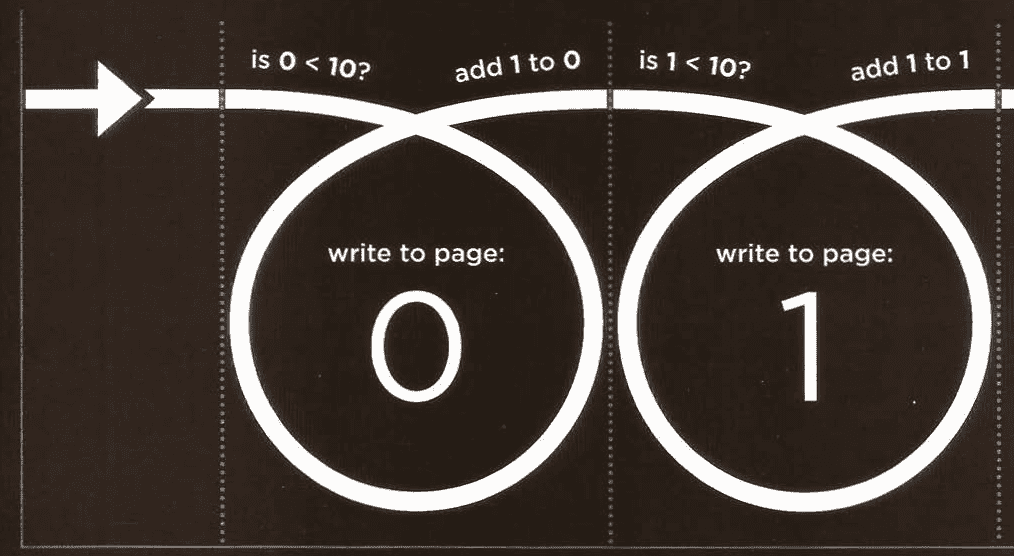 is 0 < 10?
add 1 to 0
is 1 < 10?
add 1 to 1
write to page:
0
write to page:
1